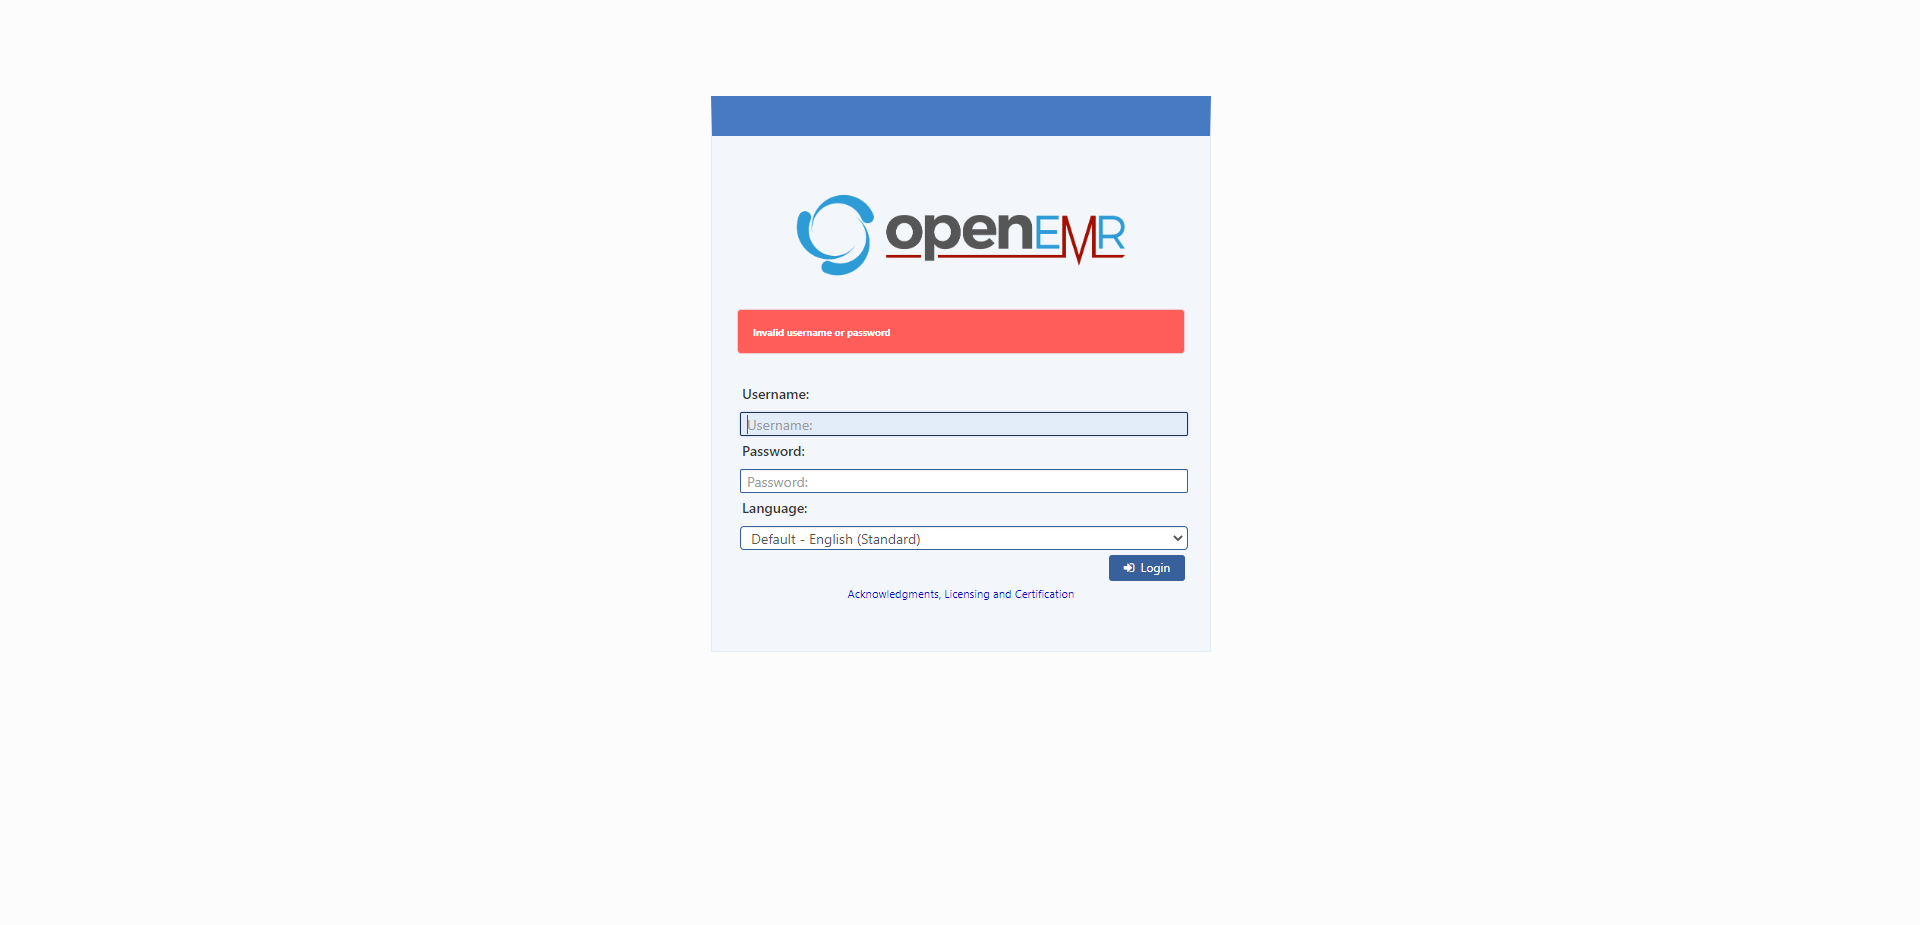 openEMR
Invalid username or password
Username:
Username:
Password:
Password:
Language:
Default - English (Standard)
Login
Acknowledgments, Licensing and Certification